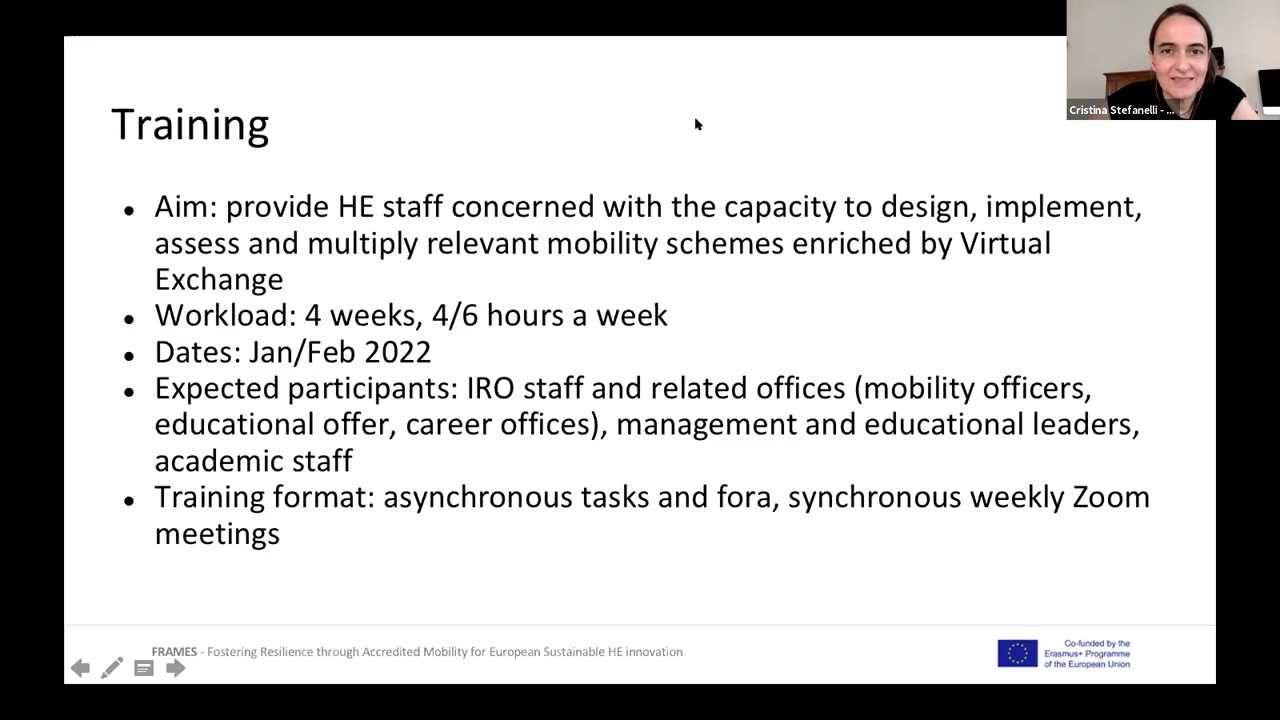 Cristina Stefanelli - ...
Training
Aim: provide HE staff concerned with the capacity to design, implement,
assess and multiply relevant mobility schemes enriched by Virtual
Exchange
Workload: 4 weeks, 4/6 hours a week
Dates: Jan/Feb 2022
Expected participants: IRO staff and related offices (mobility officers,
educational offer, career offices), management and educational leaders,
academic staff
Training format: asynchronous tasks and fora, synchronous weekly Zoom
meetings
FRAMES - Fostering Resilience through Accredited Mobility for European Sustainable HE innovation
Co-funded by the
Erasmus+ Programme
of the European Union